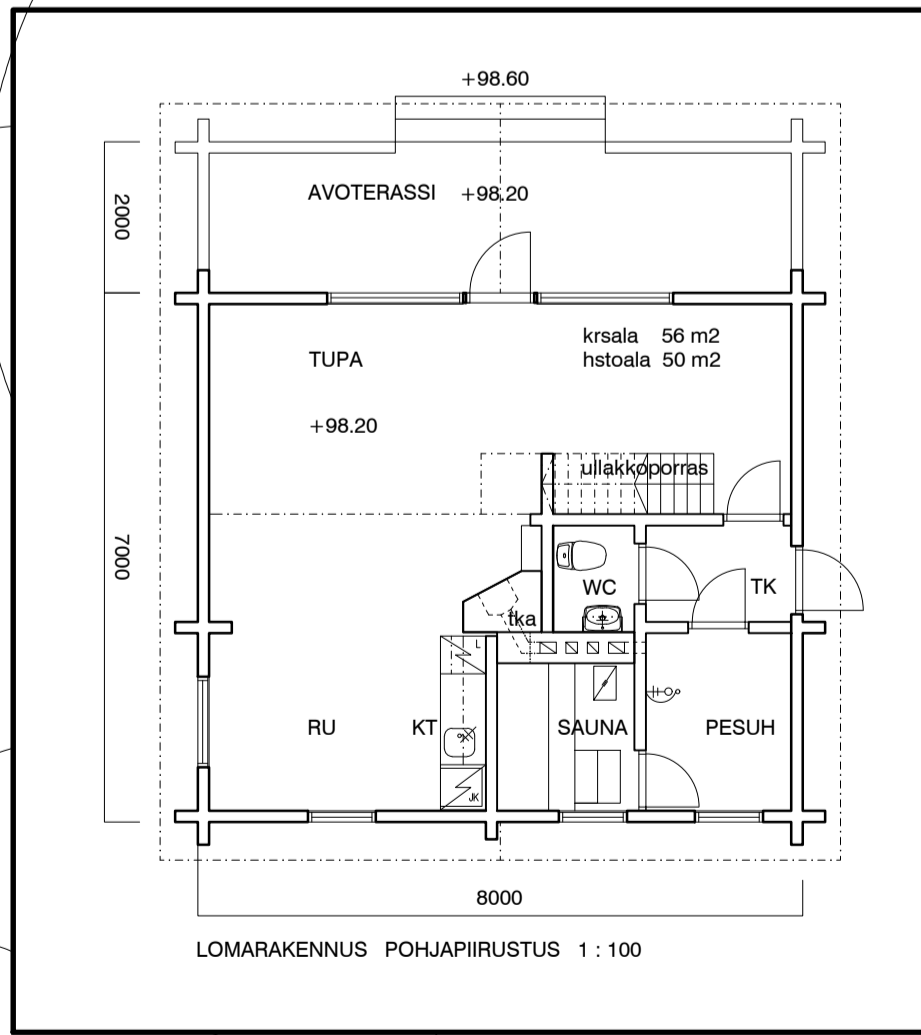 +98.60
AVOTERASSI +98.20
2000
krsala 56 m2
TUPA
hstoala 50 m2
+98.20
ullakkoporras
7000
WC
TK
tka
L
RU
KT
SAUNA
PESUH
JK
8000
LOMARAKENNUS POHJAPIIRUSTUS 1 : 100